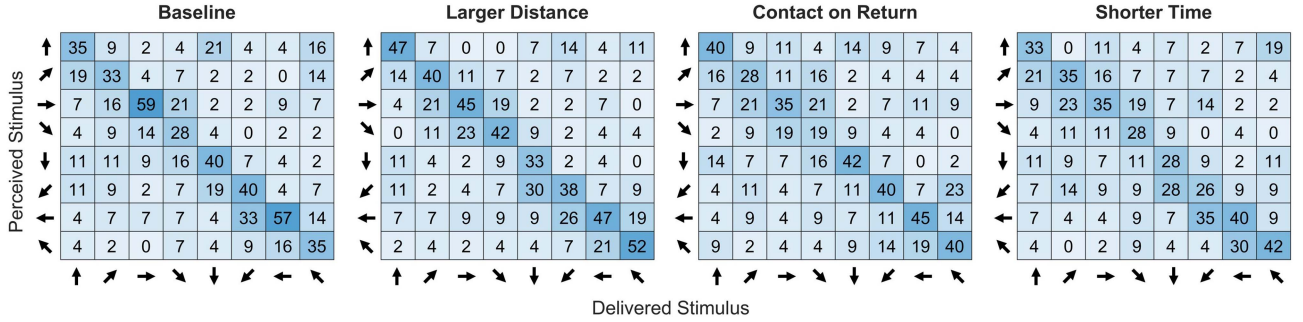 Baseline Larger Distance Contact on Return Shorter Time
Perceived Stimulus
35 9 2 4 21 4 4 16
19 33 4 7 2 2 0 14
7 16 59 21 2 2 9 7
4 9 14 28 4 0 2 2
11 11 9 16 40 7 4 2
11 9 2 7 19 40 4 7
4 7 7 7 4 33 57 14
4 2 0 7 4 9 16 35
47 7 0 0 7 14 4 11
14 40 11 7 2 7 2 2
4 21 45 19 2 2 7 0
0 11 23 42 9 2 4 4
11 4 2 9 33 2 4 0
11 2 4 7 30 38 7 9
7 7 9 9 9 26 47 19
2 4 2 4 4 7 21 52
40 9 11 4 14 9 7 4
16 28 11 16 2 4 4 4
7 21 35 21 2 7 11 9
2 9 19 19 9 4 4 0
14 7 7 16 42 7 0 2
4 11 4 7 11 40 7 23
4 9 4 9 7 11 45 14
9 2 4 4 9 14 19 40
33 0 11 4 7 2 7 19
21 35 16 7 7 7 2 4
9 23 35 19 7 14 2 2
4 11 11 28 9 0 4 0
11 9 7 11 28 9 2 11
7 14 9 9 28 26 9 9
7 4 4 9 7 35 40 9
4 0 2 9 4 4 30 42
Delivered Stimulus